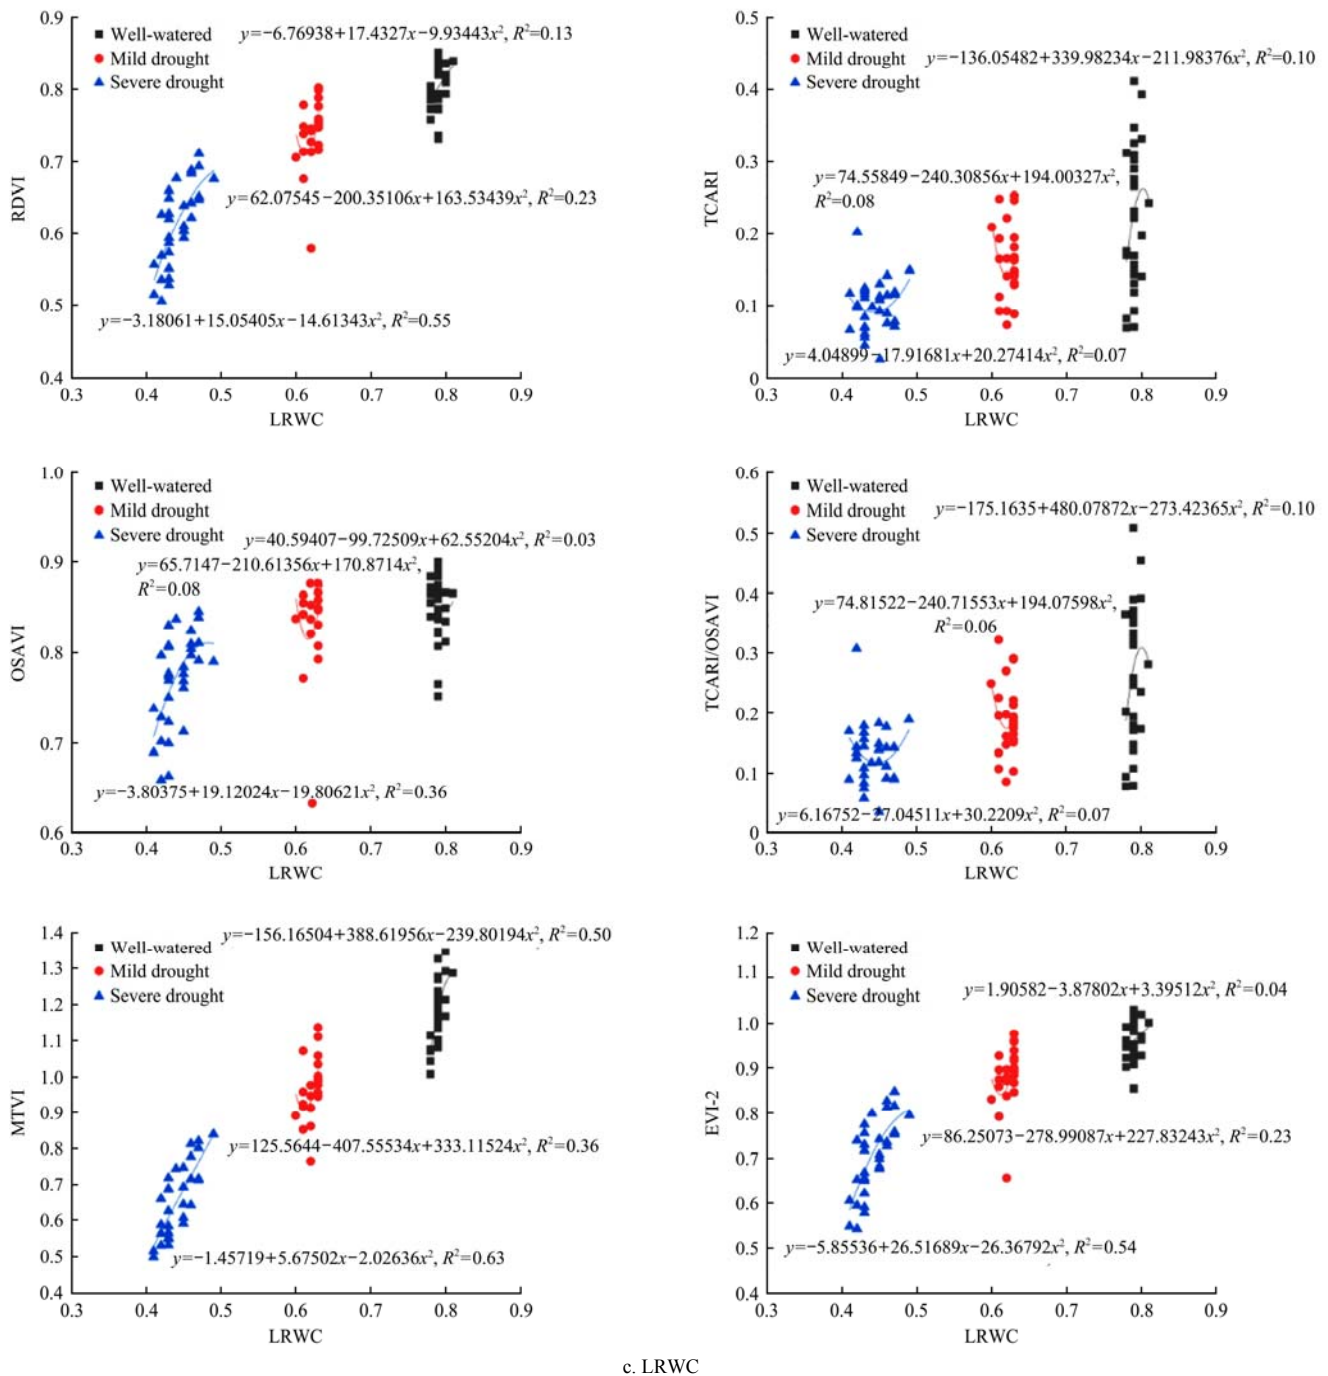 0.9
0.8
0.7
0.6
0.5
0.4
RDVI
Well-watered
Mild drought
Severe drought
y=−6.76938+17.4327x−9.93443x², R²=0.13
y=62.07545−200.35106x+163.53439x², R²=0.23
y=−3.18061+15.05405x−14.61343x², R²=0.55
0.3 0.4 0.5 0.6 0.7 0.8 0.9
LRWC
0.5
0.4
0.3
0.2
0.1
0
TCARI
Well-watered
Mild drought
Severe drought
y=−136.05482+339.98234x−211.98376x², R²=0.10
y=74.55849−240.30856x+194.00327x²,
R²=0.08
y=4.04899−17.91681x+20.27414x², R²=0.07
0.3 0.4 0.5 0.6 0.7 0.8 0.9
LRWC
1.0
0.9
0.8
0.7
0.6
OSAVI
Well-watered
Mild drought
Severe drought
y=40.59407−99.72509x+62.55204x², R²=0.03
y=65.7147−210.61356x+170.8714x²,
R²=0.08
y=−3.80375+19.12024x−19.80621x², R²=0.36
0.3 0.4 0.5 0.6 0.7 0.8 0.9
LRWC
0.6
0.5
0.4
0.3
0.2
0.1
0
TCARI/OSAVI
Well-watered
Mild drought
Severe drought
y=−175.1635+480.07872x−273.42365x², R²=0.10
y=74.81522−240.71553x+194.07598x²,
R²=0.06
y=6.16752−27.04511x+30.2209x², R²=0.07
0.3 0.4 0.5 0.6 0.7 0.8 0.9
LRWC
1.4
1.3
1.2
1.1
1.0
0.9
0.8
0.7
0.6
0.5
0.4
MTVI
Well-watered
Mild drought
Severe drought
y=−156.16504+388.61956x−239.80194x², R²=0.50
y=125.5644−407.55534x+333.11524x², R²=0.36
y=−1.45719+5.67502x−2.02636x², R²=0.63
0.3 0.4 0.5 0.6 0.7 0.8 0.9
LRWC
1.2
1.1
1.0
0.9
0.8
0.7
0.6
0.5
0.4
EVI-2
Well-watered
Mild drought
Severe drought
y=1.90582−3.87802x+3.39512x², R²=0.04
y=86.25073−278.99087x+227.83243x², R²=0.23
y=−5.85536+26.51689x−26.36792x², R²=0.54
0.3 0.4 0.5 0.6 0.7 0.8 0.9
LRWC
c. LRWC